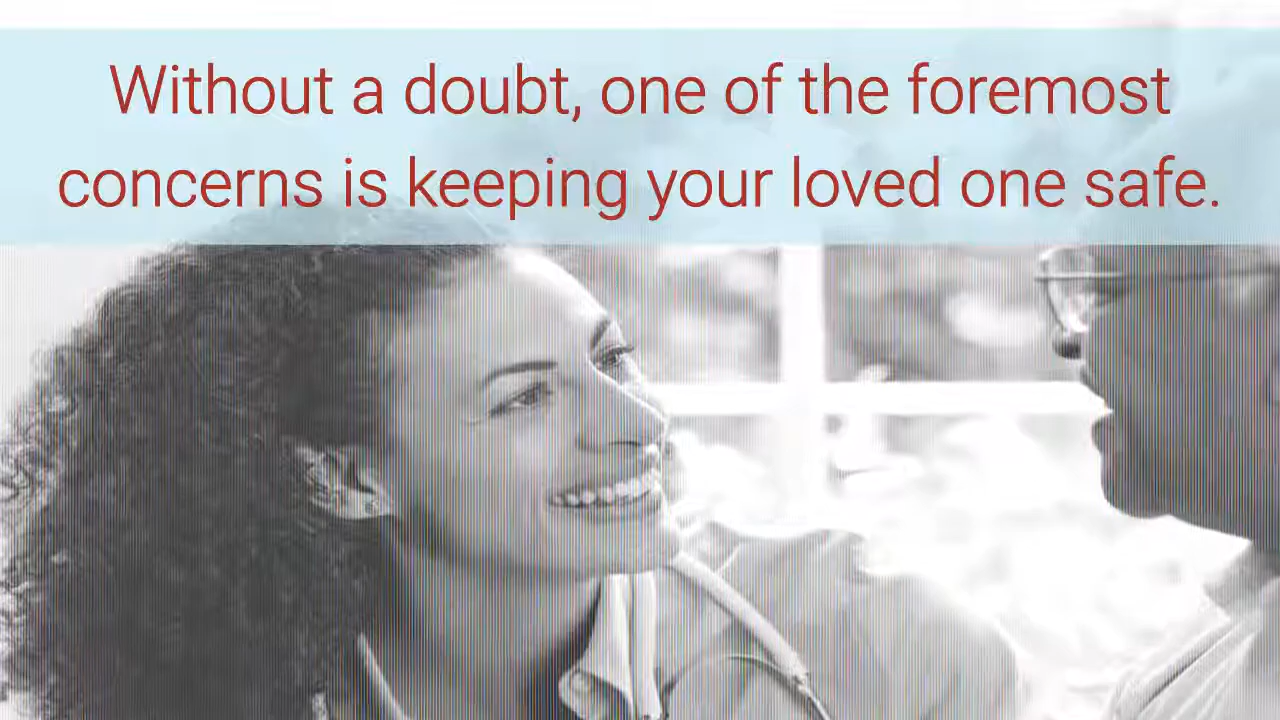 Without a doubt, one of the foremost
concerns is keeping your loved one safe.